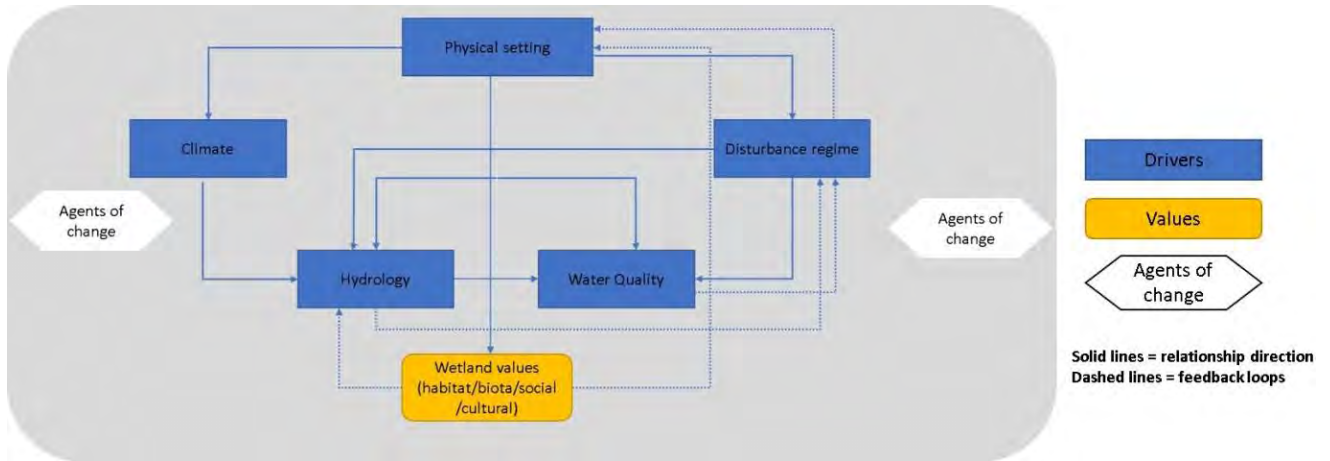 Physical setting
Climate
Disturbance regime
Agents of
change
Agents of
change
Hydrology
Water Quality
Wetland values
(habitat/biota/social
/cultural)
Drivers
Values
Agents of
change
Solid lines = relationship direction
Dashed lines = feedback loops